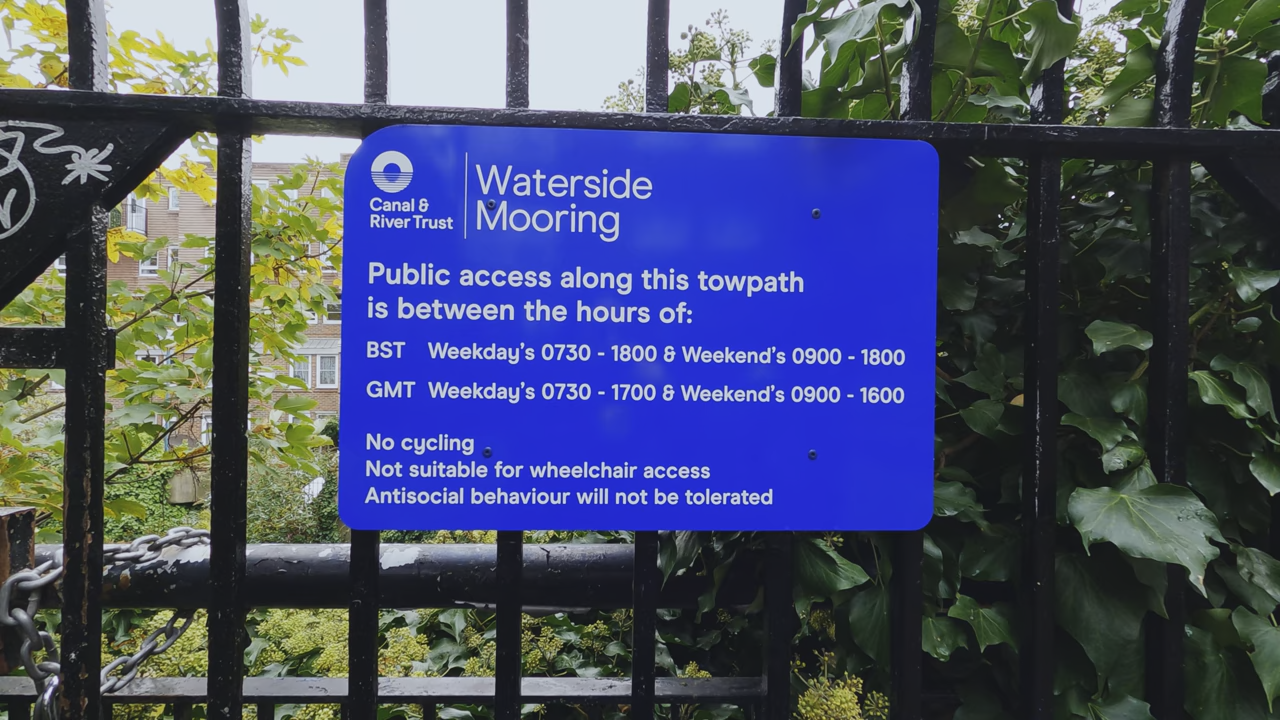 Canal &
River Trust
Waterside
Mooring
Public access along this towpath
is between the hours of:
BST Weekday's 0730 - 1800 & Weekend's 0900 - 1800
GMT Weekday's 0730 - 1700 & Weekend's 0900 - 1600
No cycling
Not suitable for wheelchair access
Antisocial behaviour will not be tolerated